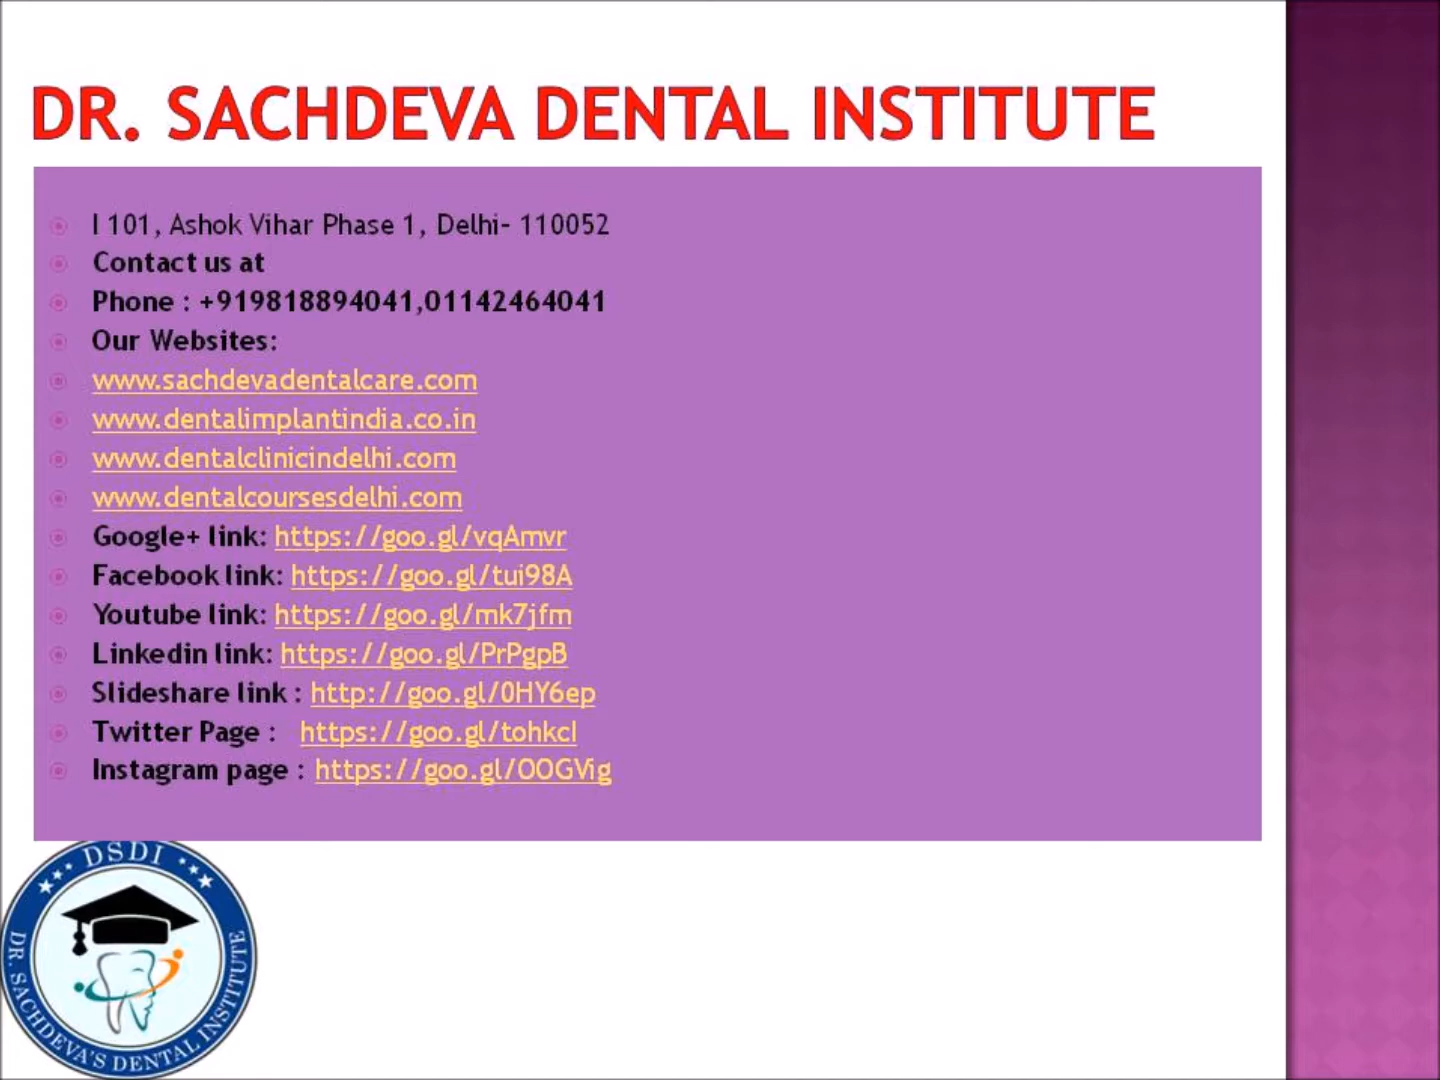 DR. SACHDEVA DENTAL INSTITUTE
I 101, Ashok Vihar Phase 1, Delhi- 110052
Contact us at
Phone : +919818894041,01142464041
Our Websites:
www.sachdevadentalcare.com
www.dentalimplantindia.co.in
www.dentalclinicindelhi.com
www.dentalcoursesdelhi.com
Google+ link: https://goo.gl/vqAmvr
Facebook link: https://goo.gl/tui98A
Youtube link: https://goo.gl/mk7jfm
Linkedin link: https://goo.gl/PrPgpB
Slideshare link : http://goo.gl/0HY6ep
Twitter Page : https://goo.gl/tohkcI
Instagram page : https://goo.gl/OOGVig
DSDI
DR. SACHDEVA'S DENTAL INSTITUTE